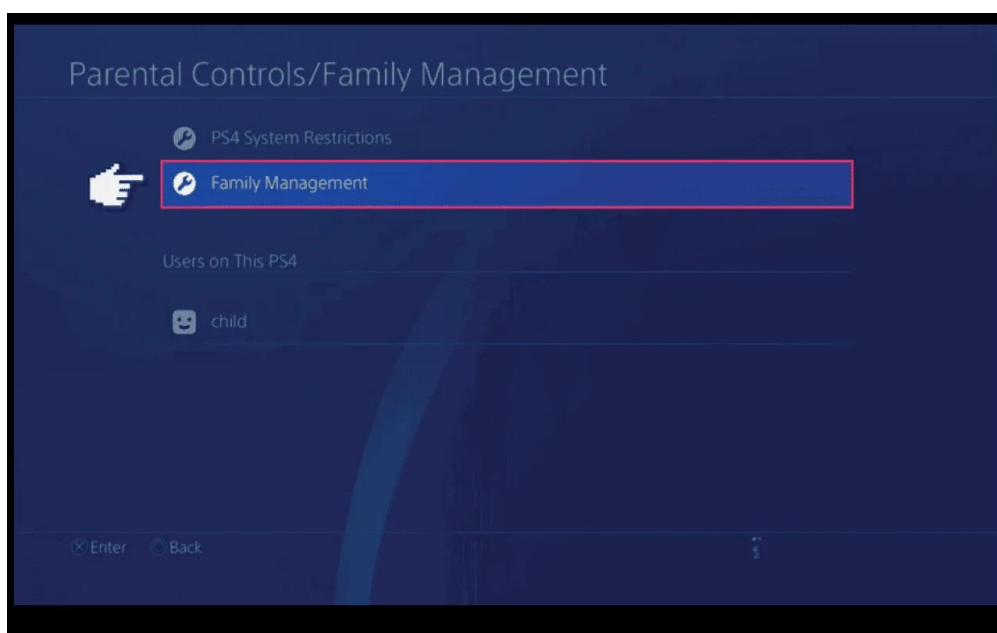 Parental Controls/Family Management
PS4 System Restrictions
Family Management
Users on This PS4
child
Enter Back